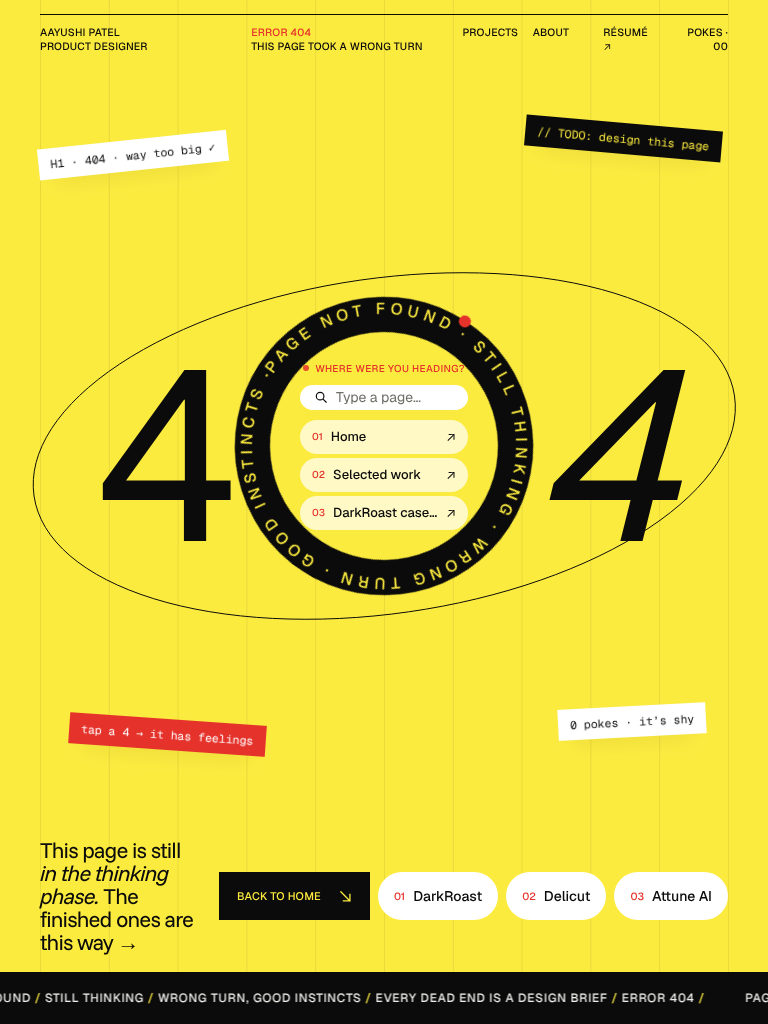 AAYUSHI PATEL
PRODUCT DESIGNER
ERROR 404
THIS PAGE TOOK A WRONG TURN
PROJECTS
ABOUT
RÉSUMÉ
↗
POKES ·
00
H1 · 404 · way too big ✓
// TODO: design this page
4
4
PAGE NOT FOUND · STILL THINKING · WRONG TURN · GOOD INSTINCTS ·
WHERE WERE YOU HEADING?
Type a page...
01 Home ↗
02 Selected work ↗
03 DarkRoast case... ↗
tap a 4 → it has feelings
0 pokes · it's shy
This page is still
in the thinking
phase. The
finished ones are
this way →
BACK TO HOME ↘
01 DarkRoast
02 Delicut
03 Attune AI
OUND / STILL THINKING / WRONG TURN, GOOD INSTINCTS / EVERY DEAD END IS A DESIGN BRIEF / ERROR 404 / PAG